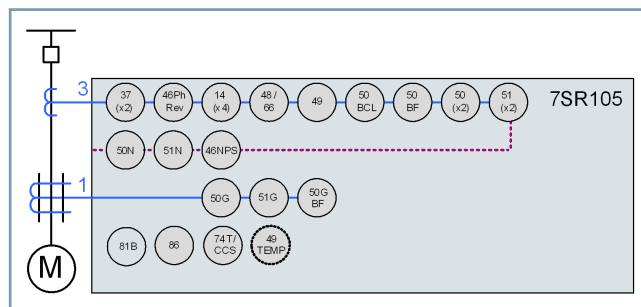 3
37
(x2)
46Ph
Rev
14
(x4)
48 /
66
49
50
BCL
50
BF
50
(x2)
51
(x2)
7SR105
50N
51N
46NPS
1
50G
51G
50G
BF
81B
86
74T/
CCS
49
TEMP
M